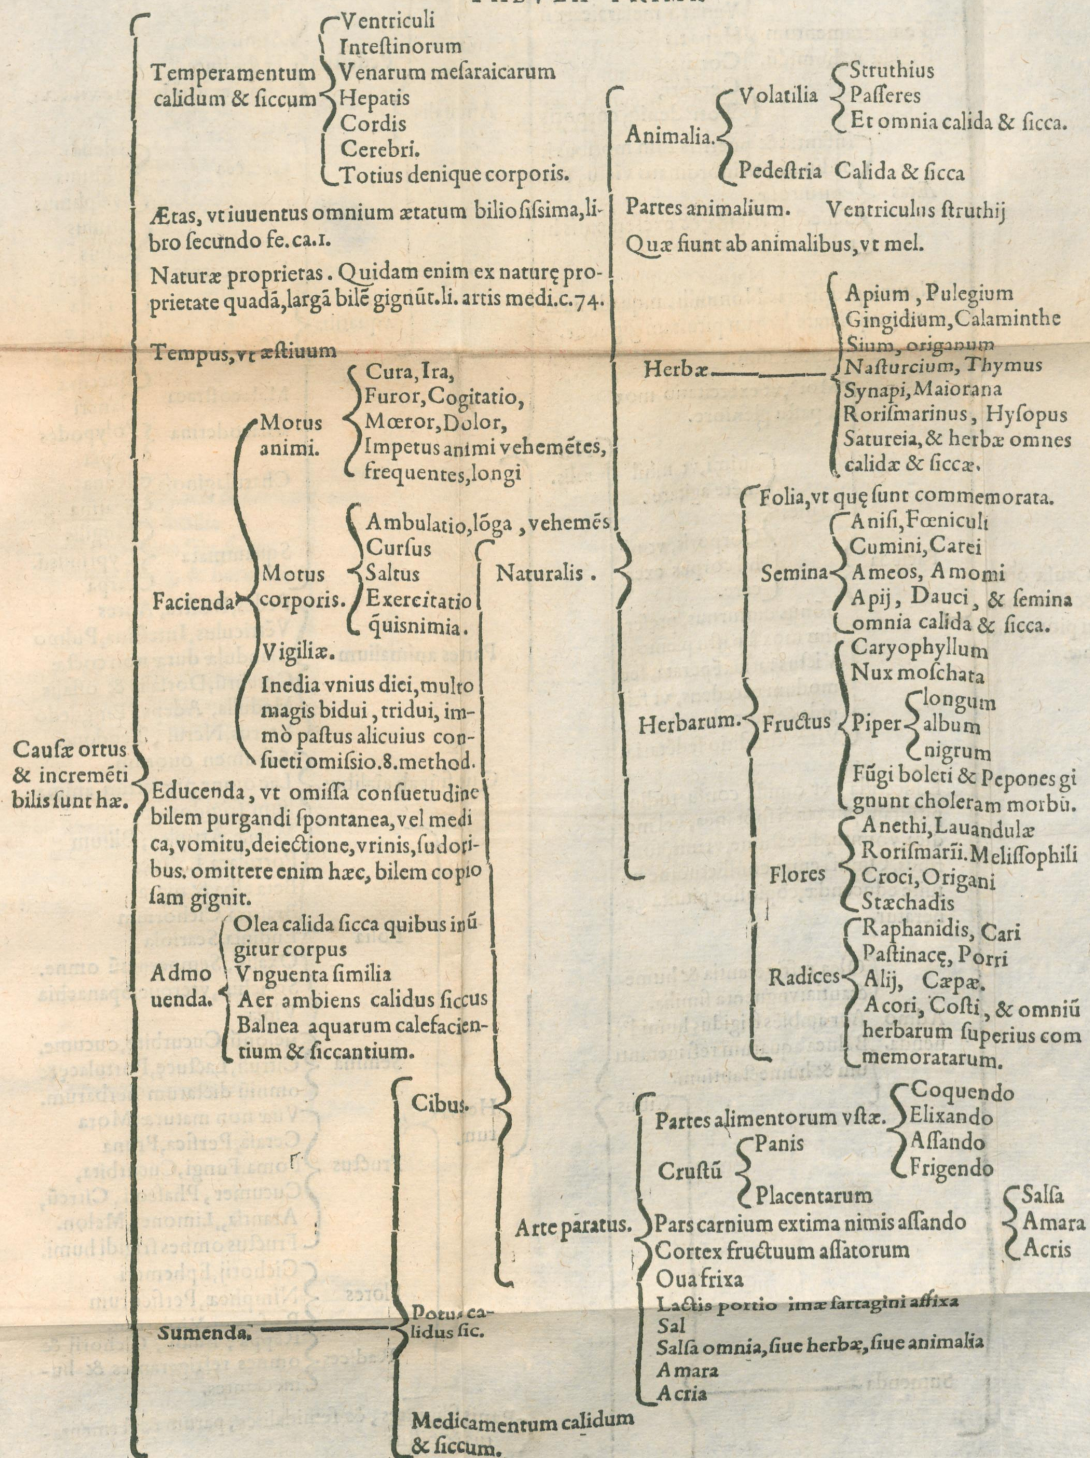 Temperamentum
calidum & ſiccum
Ventriculi
Inteſtinorum
Venarum meſaraicarum
Hepatis
Cordis
Cerebri.
Totius denique corporis.
Ætas, vt iuuentus omnium ætatum bilioſiſsima, li-
bro ſecundo fe. ca. 1.
Naturæ proprietas. Quidam enim ex naturę pro-
prietate quadā, largā bilē gignūt. li. artis medi. c. 74.
Tempus, vt æſtiuum
Motus
animi.
Cura, Ira,
Furor, Cogitatio,
Mœror, Dolor,
Impetus animi vehemētes,
frequentes, longi
Facienda
Motus
corporis.
Ambulatio, lōga, vehemēs
Curſus
Saltus
Exercitatio
q̄uisnimia.
Vigiliæ.
Inedia vnius diei, multo
magis bidui, tridui, im-
mò paſtus alicuius con-
ſueti omiſsio. 8. method.
Cauſæ ortus
& incremēti
bilis ſunt hæ.
Educenda, vt omiſſa conſuetudine
bilem purgandi ſpontanea, vel medi
ca, vomitu, deiectione, vrinis, ſudori-
bus. omittere enim hæc, bilem copio
ſam gignit.
Admo
uenda.
Olea calida ſicca quibus inū
gitur corpus
Vnguenta ſimilia
Aer ambiens calidus ſiccus
Balnea aquarum calefacien-
tium & ſiccantium.
Sumenda.
Cibus.
Potus ca-
lidus ſic.
Medicamentum calidum
& ſiccum.
Naturalis.
Animalia.
Volatilia
Struthius
Paſſeres
Et omnia calida & ſicca.
Pedeſtria Calida & ſicca
Partes animalium. Ventriculus ſtruthij
Quæ fiunt ab animalibus, vt mel.
Herbæ
Apium, Pulegium
Gingidium, Calaminthe
Sium, origanum
Naſturcium, Thymus
Synapi, Maiorana
Roriſmarinus, Hyſopus
Satureia, & herbæ omnes
calidæ & ſiccæ.
Herbarum.
Folia, vt quę ſunt commemorata.
Semina
Aniſi, Fœniculi
Cumini, Carei
Ameos, Amomi
Apij, Dauci, & ſemina
omnia calida & ſicca.
Fructus
Caryophyllum
Nux moſchata
Piper
longum
album
nigrum
Fūgi boleti & Pepones gi
gnunt choleram morbū.
Flores
Anethi, Lauandulæ
Roriſmarīi. Meliſſophili
Croci, Origani
Stæchadis
Radices
Raphanidis, Cari
Paſtinacę, Porri
Alij, Cæpæ.
Acori, Coſti, & omniū
herbarum ſuperius com
memoratarum.
Arte paratus.
Partes alimentorum vſtæ.
Coquendo
Elixando
Aſſando
Frigendo
Cruſtū
Panis
Placentarum
Pars carnium extima nimis aſſando
Cortex fructuum aſſatorum
Salſa
Amara
Acris
Oua frixa
Lactis portio imæ ſartagini affixa
Sal
Salſa omnia, ſiue herbæ, ſiue animalia
Amara
Acria